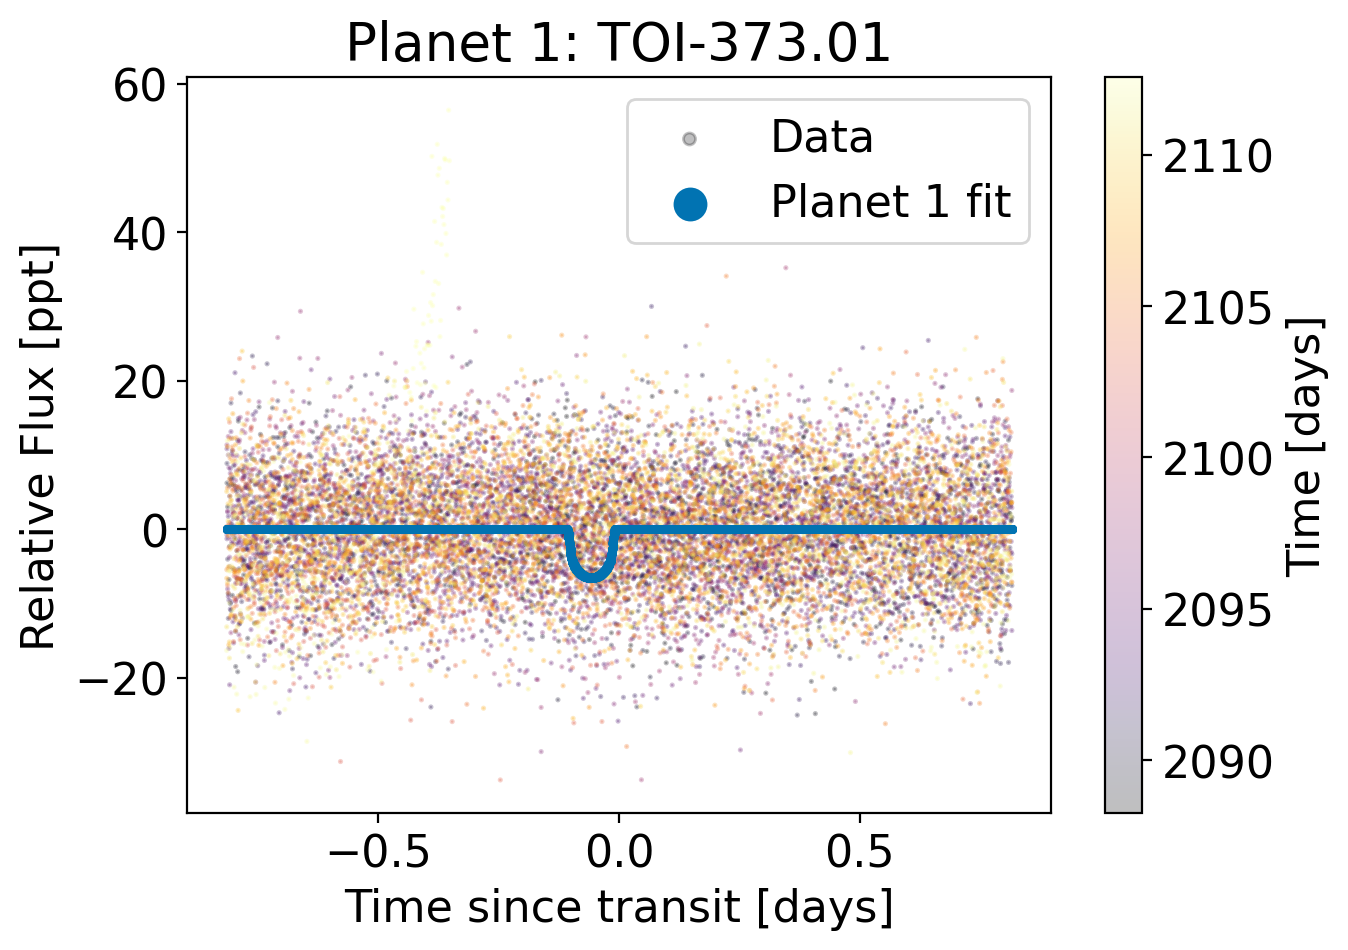 Planet 1: TOI-373.01
Relative Flux [ppt]
60
40
20
0
−20
Data
Planet 1 fit
−0.5
0.0
0.5
Time since transit [days]
2110
2105
2100
2095
2090
Time [days]